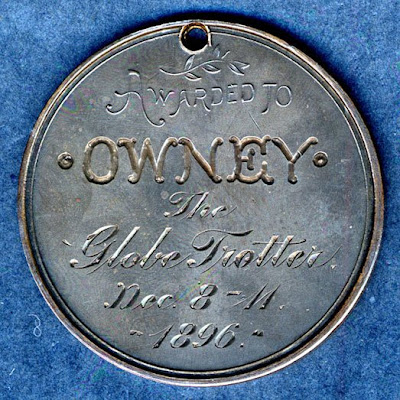 AWARDED TO
OWNEY
The
Globe Trotter.
Dec. 8-11.
-1896.-